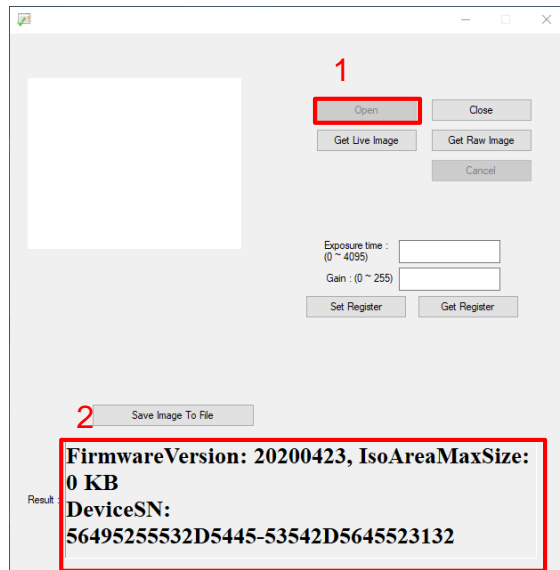 1
Open
Close
Get Live Image
Get Raw Image
Cancel
Exposure time :
(0 ~ 4095)
Gain : (0 ~ 255)
Set Register
Get Register
2
Save Image To File
Result :
FirmwareVersion: 20200423, IsoAreaMaxSize:
0 KB
DeviceSN:
56495255532D5445-53542D5645523132